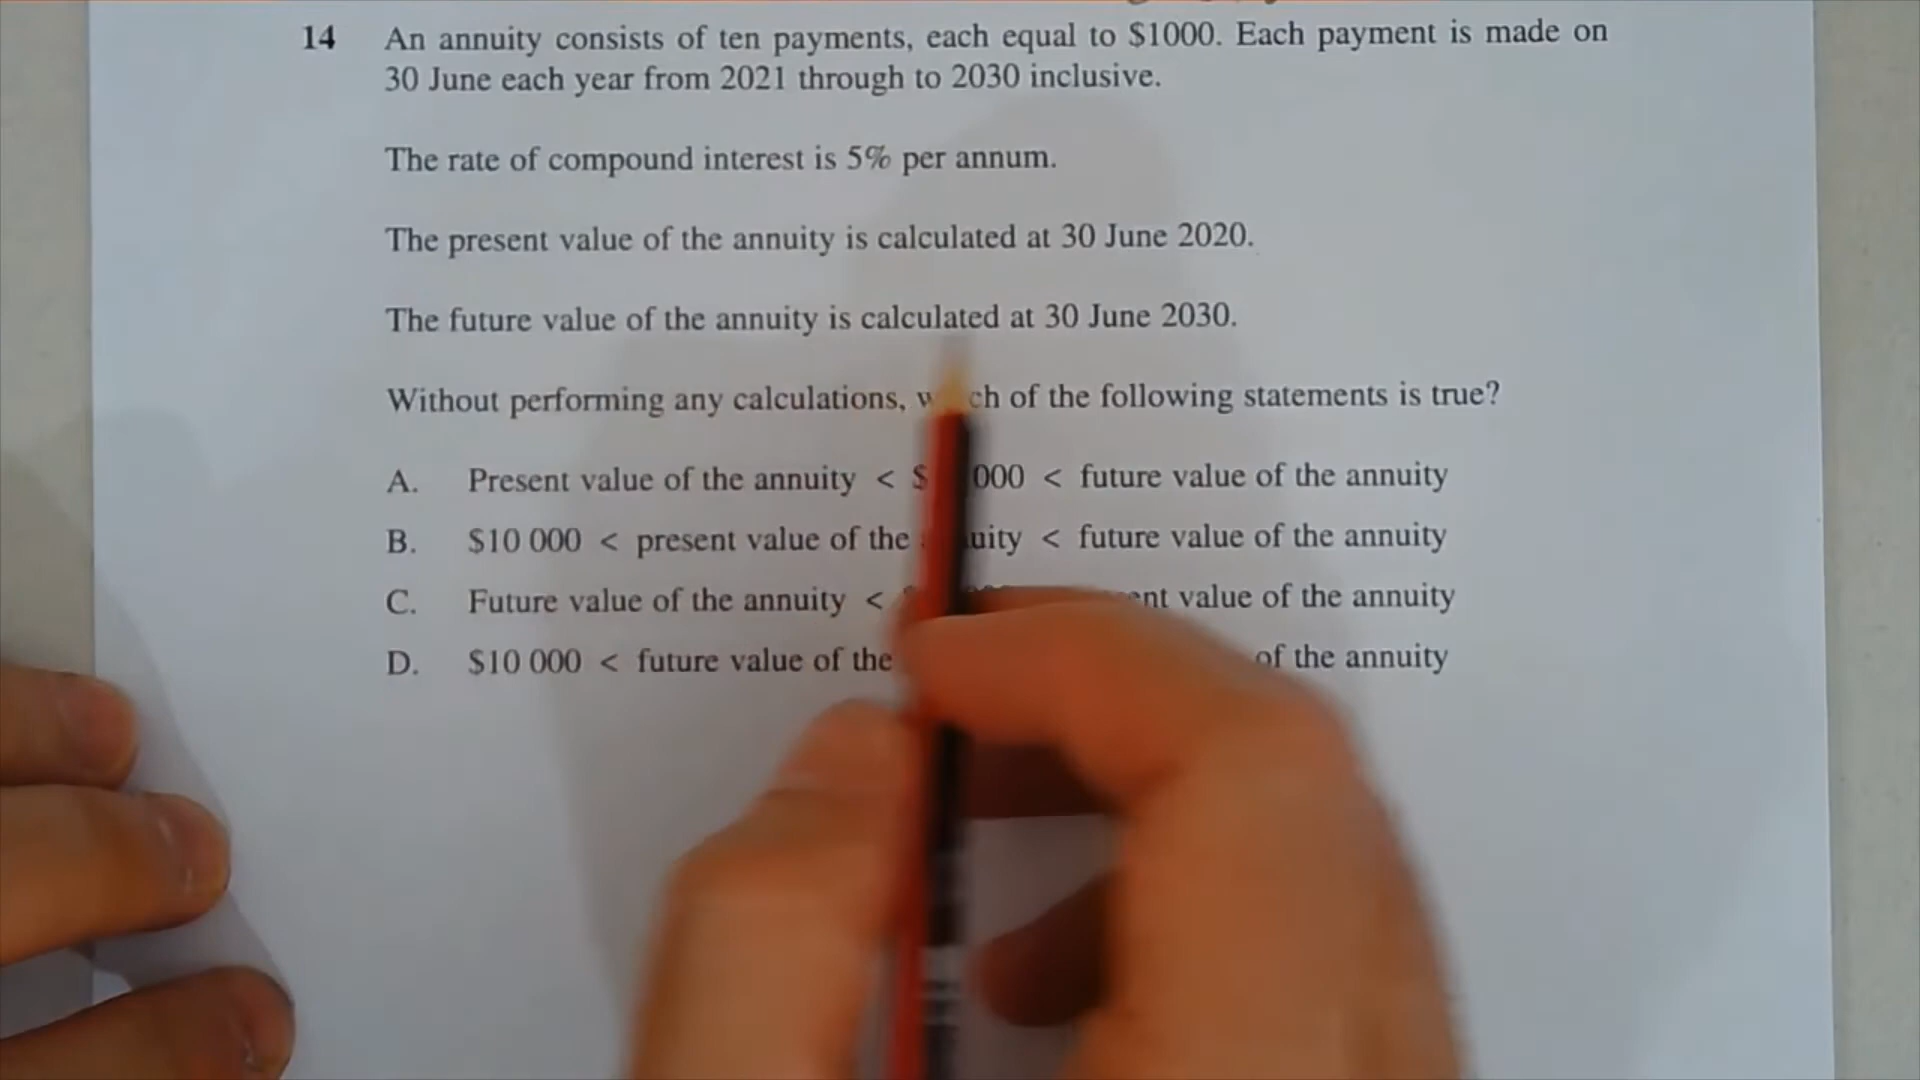 14 An annuity consists of ten payments, each equal to $1000. Each payment is made on
30 June each year from 2021 through to 2030 inclusive.
The rate of compound interest is 5% per annum.
The present value of the annuity is calculated at 30 June 2020.
The future value of the annuity is calculated at 30 June 2030.
Without performing any calculations, of the following statements is true?
A. Present value of the annuity < $ 000 < future value of the annuity
B. $10 000 < present value of the < future value of the annuity
C. Future value of the annuity < value of the annuity
D. $10 000 < future value of the of the annuity